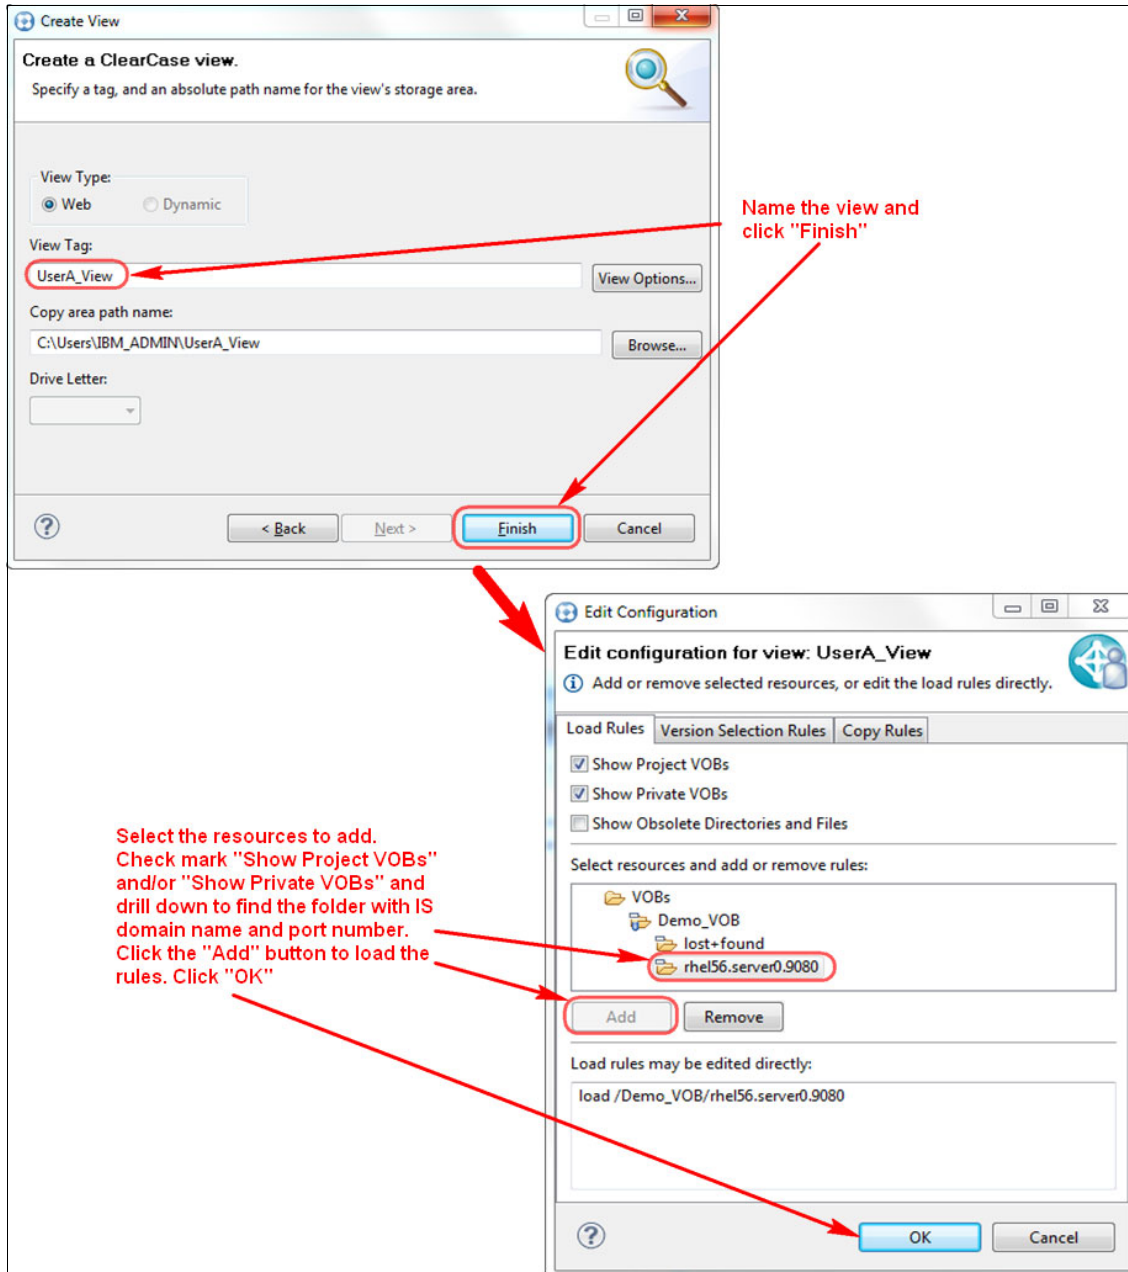 Create View
Create a ClearCase view.
Specify a tag, and an absolute path name for the view's storage area.
View Type:
Web Dynamic
View Tag:
UserA_View
View Options...
Copy area path name:
C:\Users\IBM_ADMIN\UserA_View
Browse...
Drive Letter:
? < Back Next > Finish Cancel
Name the view and
click "Finish"
Edit Configuration
Edit configuration for view: UserA_View
Add or remove selected resources, or edit the load rules directly.
Load Rules Version Selection Rules Copy Rules
Show Project VOBs
Show Private VOBs
Show Obsolete Directories and Files
Select resources and add or remove rules:
VOBs
Demo_VOB
lost+found
rhel56.server0.9080
Add Remove
Load rules may be edited directly:
load /Demo_VOB/rhel56.server0.9080
? OK Cancel
Select the resources to add.
Check mark "Show Project VOBs"
and/or "Show Private VOBs" and
drill down to find the folder with IS
domain name and port number.
Click the "Add" button to load the
rules. Click "OK"